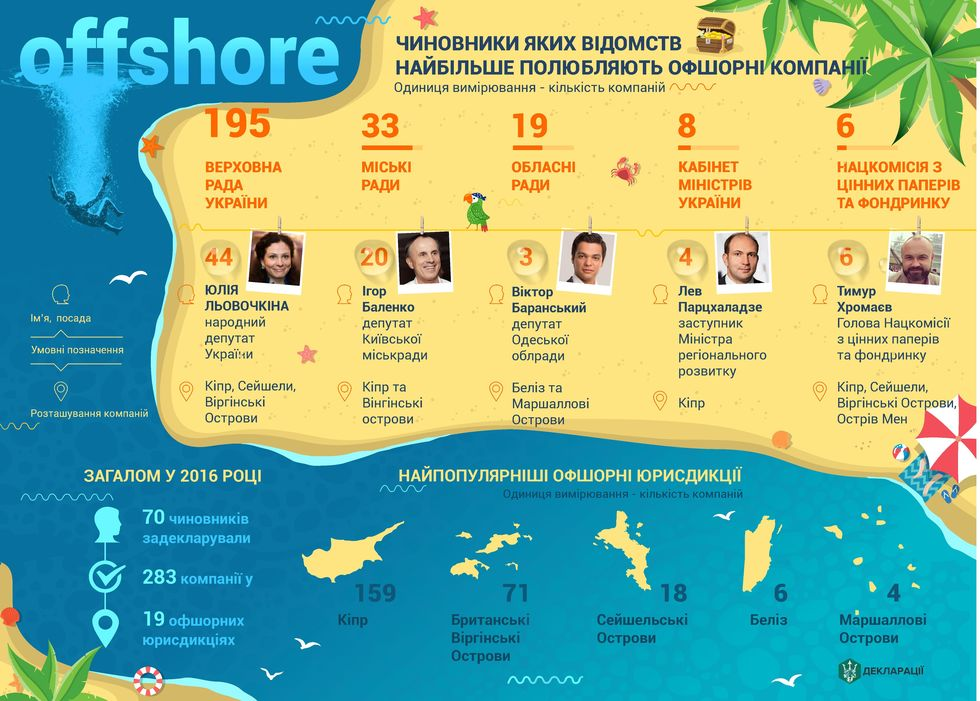 offshore
ЧИНОВНИКИ ЯКИХ ВІДОМСТВ
НАЙБІЛЬШЕ ПОЛЮБЛЯЮТЬ ОФШОРНІ КОМПАНІЇ
Одиниця вимірювання - кількість компаній
195
ВЕРХОВНА
РАДА
УКРАЇНИ
33
МІСЬКІ
РАДИ
19
ОБЛАСНІ
РАДИ
8
КАБІНЕТ
МІНІСТРІВ
УКРАЇНИ
6
НАЦКОМІСІЯ З
ЦІННИХ ПАПЕРІВ
ТА ФОНДРИНКУ
44
ЮЛІЯ
ЛЬОВОЧКІНА
народний
депутат
України
Кіпр, Сейшели,
Віргінські
Острови
20
Ігор
Баленко
депутат
Київської
міськради
Кіпр та
Вінгінські
острови
3
Віктор
Баранський
депутат
Одеської
облради
Беліз та
Маршаллові
Острови
4
Лев
Парцхаладзе
заступник
Міністра
регіонального
розвитку
Кіпр
6
Тимур
Хромаєв
Голова Нацкомісії
з цінних паперів
та фондринку
Кіпр, Сейшели,
Віргінські Острови,
Острів Мен
Ім’я, посада
Умовні позначення
Розташування компаній
ЗАГАЛОМ У 2016 РОЦІ
70 чиновників
задекларували
283 компанії у
19 офшорних
юрисдикціях
НАЙПОПУЛЯРНІШІ ОФШОРНІ ЮРИСДИКЦІЇ
Одиниця вимірювання - кількість компаній
159
Кіпр
71
Британські
Віргінські
Острови
18
Сейшельські
Острови
6
Беліз
4
Маршаллові
Острови
ДЕКЛАРАЦІЇ